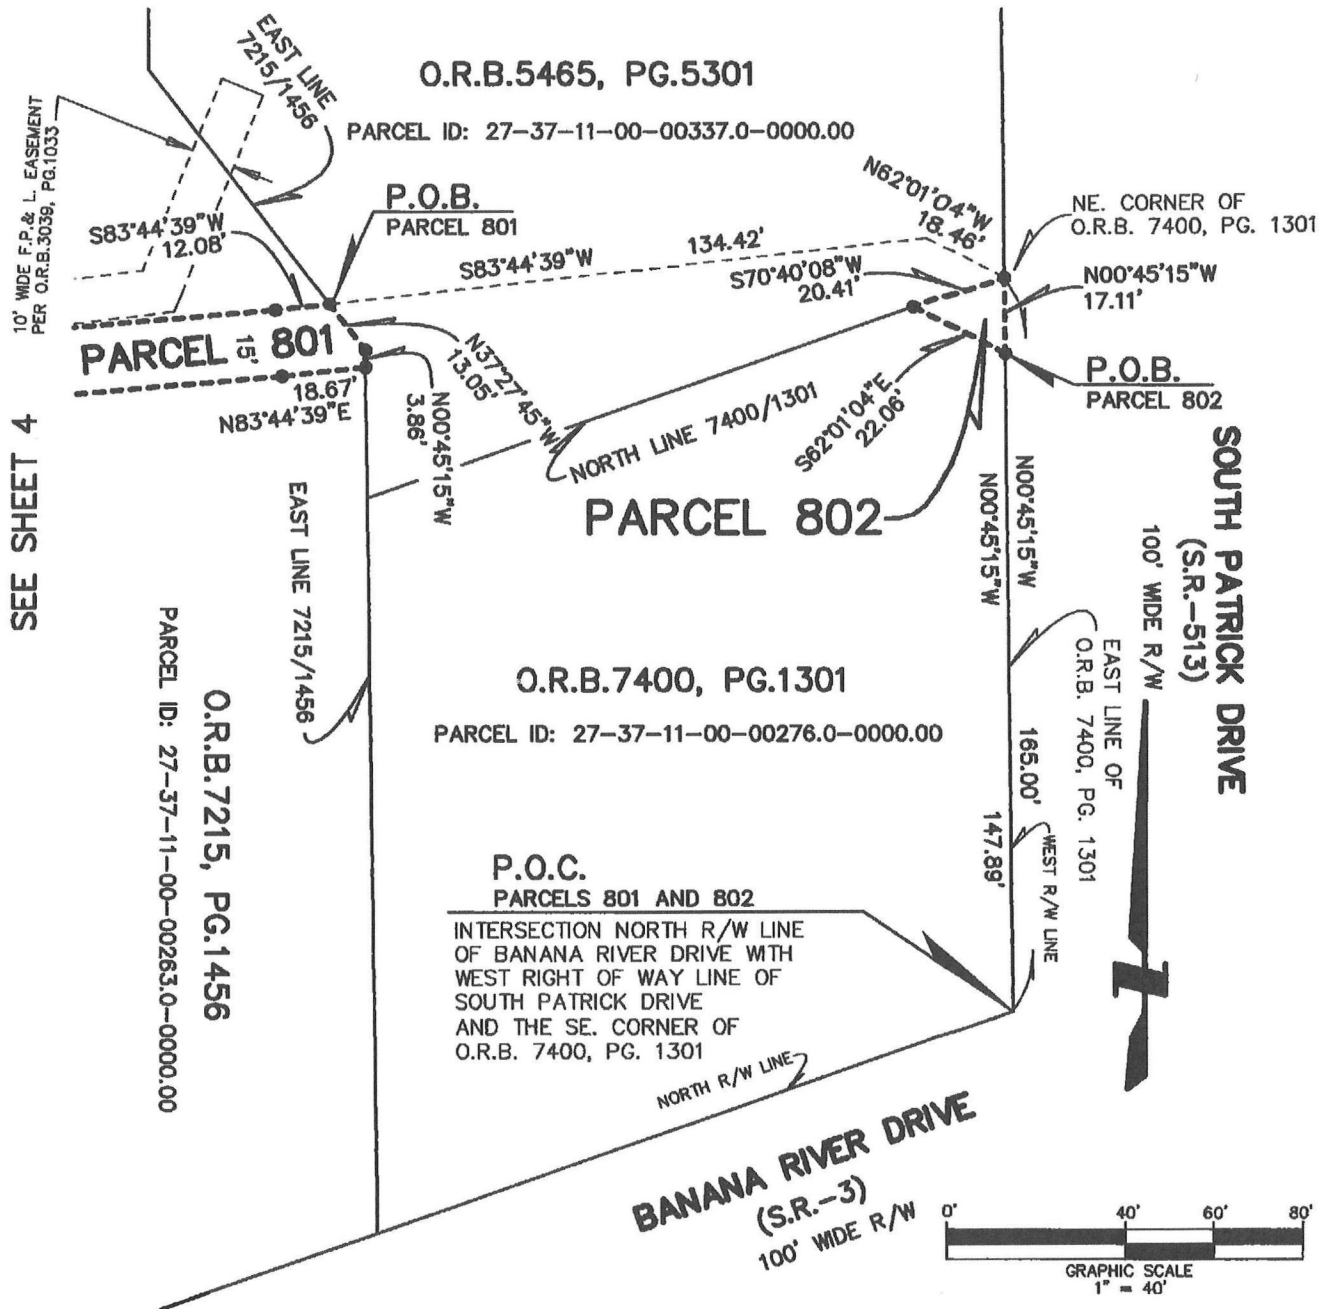 EAST LINE
7215/1456
O.R.B.5465, PG.5301
PARCEL ID: 27-37-11-00-00337.0-0000.00
10' WIDE F.P.& L. EASEMENT
PER O.R.B.3039, PG.1033
P.O.B.
PARCEL 801
N62°01'04"W
18.46'
NE. CORNER OF
O.R.B. 7400, PG. 1301
S83°44'39"W
12.08'
S83°44'39"W
134.42'
S70°40'08"W
20.41'
N00°45'15"W
17.11'
PARCEL 801
15'
N37°27'45"W
13.05'
P.O.B.
PARCEL 802
18.67'
N83°44'39"E
N00°45'15"W
3.86'
NORTH LINE 7400/1301
S62°01'04"E
22.06'
SEE SHEET 4
PARCEL 802
N00°45'15"W
N00°45'15"W
SOUTH PATRICK DRIVE
(S.R.-513)
100' WIDE R/W
EAST LINE 7215/1456
O.R.B.7400, PG.1301
PARCEL ID: 27-37-11-00-00276.0-0000.00
EAST LINE OF
O.R.B. 7400, PG. 1301
165.00'
147.89'
WEST R/W LINE
O.R.B.7215, PG.1456
PARCEL ID: 27-37-11-00-00263.0-0000.00
P.O.C.
PARCELS 801 AND 802
INTERSECTION NORTH R/W LINE
OF BANANA RIVER DRIVE WITH
WEST RIGHT OF WAY LINE OF
SOUTH PATRICK DRIVE
AND THE SE. CORNER OF
O.R.B. 7400, PG. 1301
N
NORTH R/W LINE
BANANA RIVER DRIVE
(S.R.-3)
100' WIDE R/W
0' 40' 60' 80'
GRAPHIC SCALE
1" = 40'